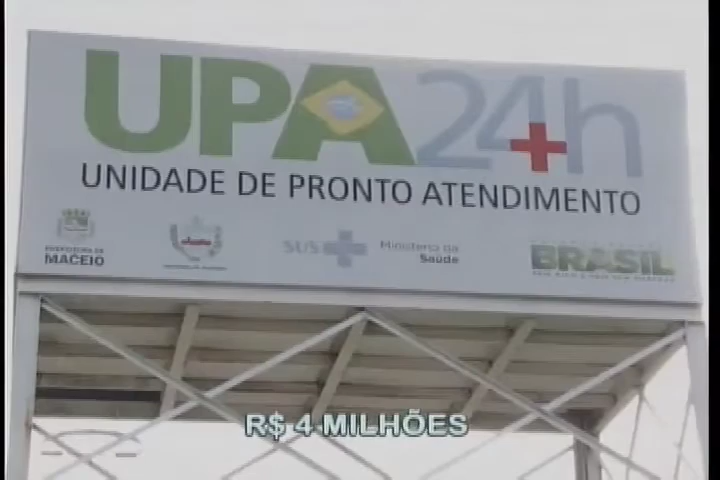 UPA24h
UNIDADE DE PRONTO ATENDIMENTO
PREFEITURA DE
MACEIÓ
SUS
Ministério da
Saúde
BRASIL
R$ 4 MILHÕES